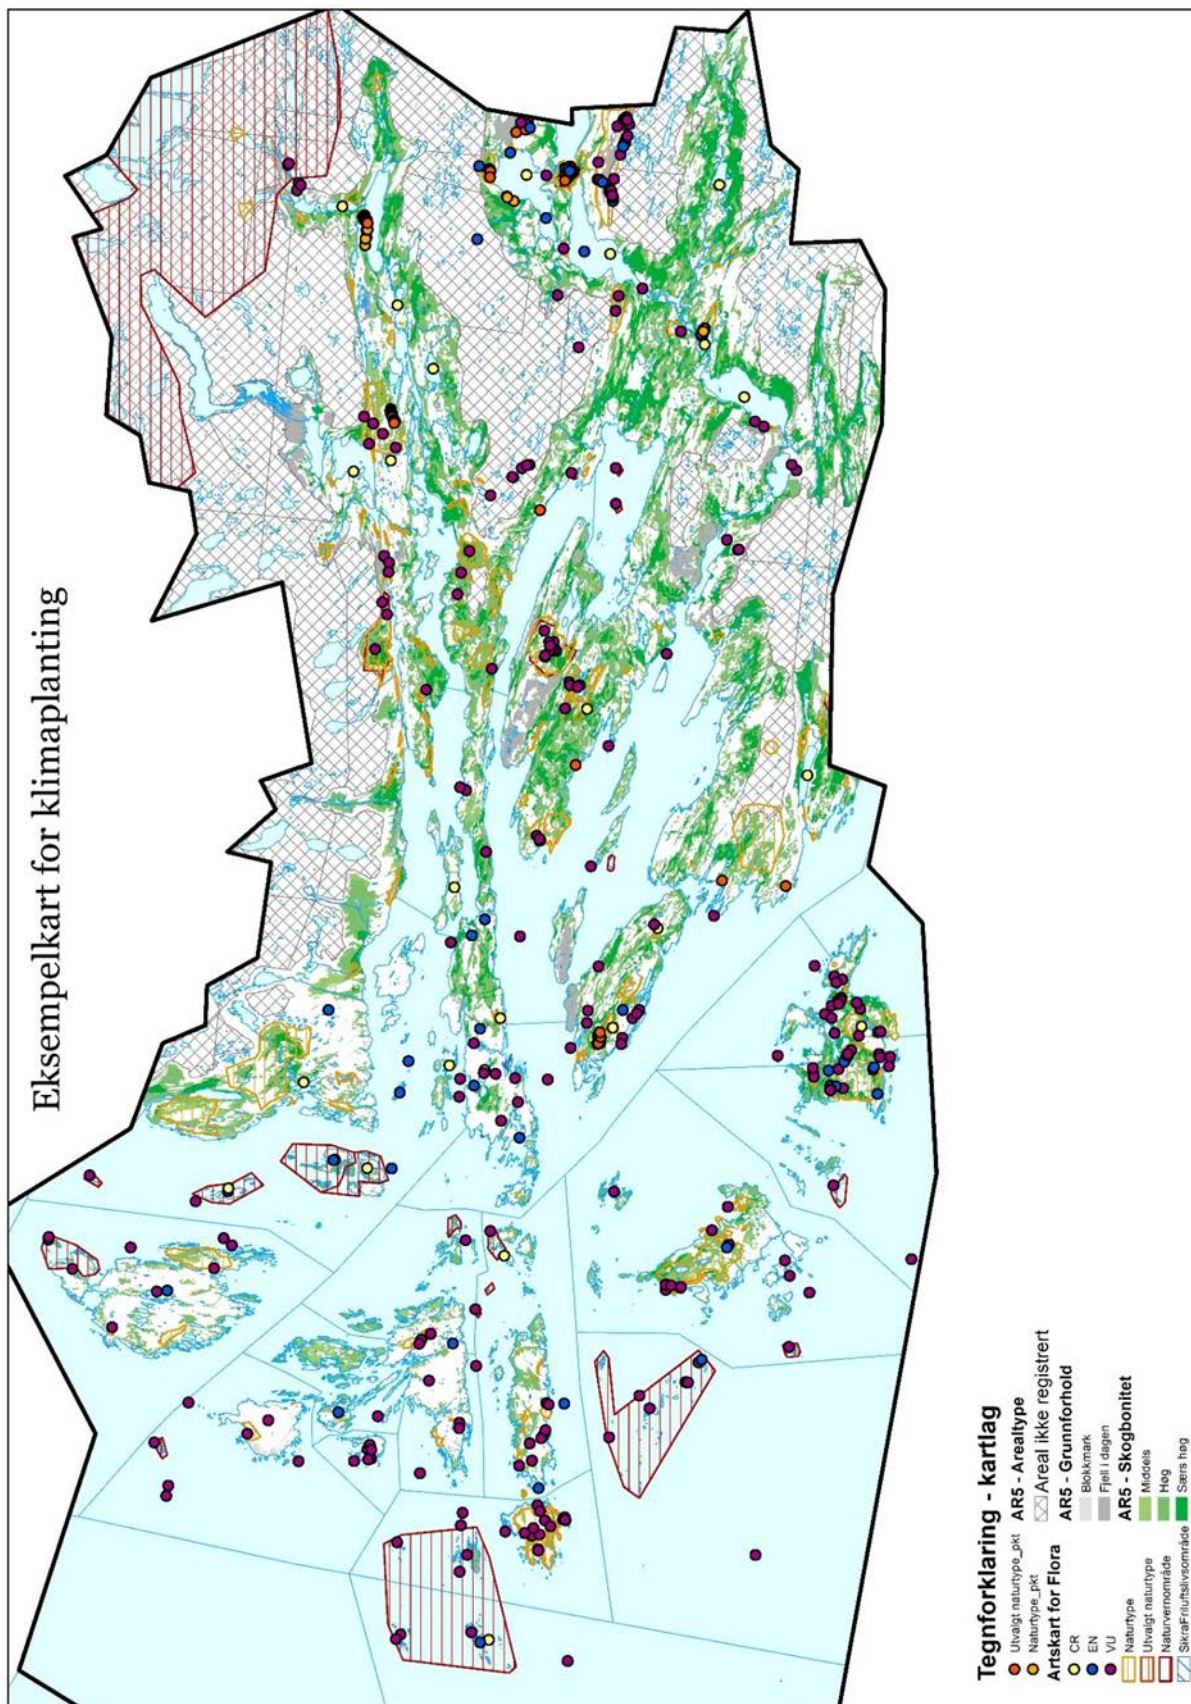 Eksempelkart for klimaplanting
Tegnforklaring - kartlag
Utvalgt naturtype_pkt
Naturtype_pkt
Artskart for Flora
CR
EN
VU
Naturtype
Utvalgt naturtype
Naturvernområde
SikraFriluftslivsområde
AR5 - Arealtype
Areal ikke registrert
AR5 - Grunnforhold
Blokkmark
Fjell i dagen
AR5 - Skogbonitet
Middels
Høg
Særs høg